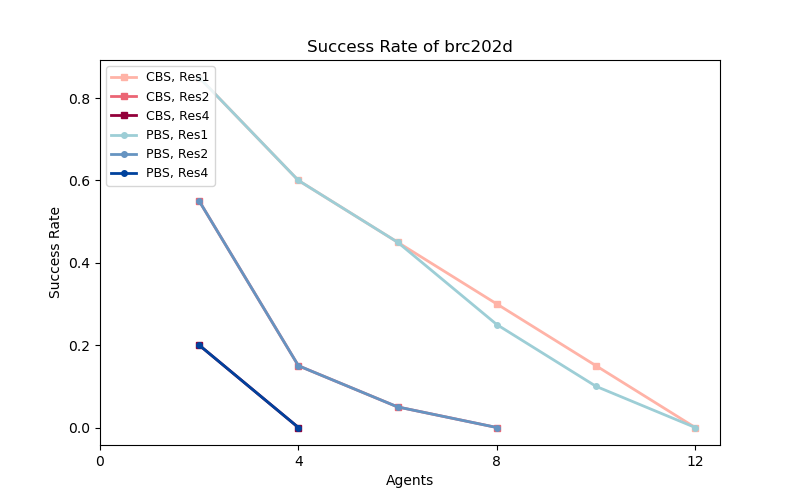 Success Rate of brc202d
CBS, Res1
CBS, Res2
CBS, Res4
PBS, Res1
PBS, Res2
PBS, Res4
Success Rate
0.8
0.6
0.4
0.2
0.0
0
4
8
12
Agents